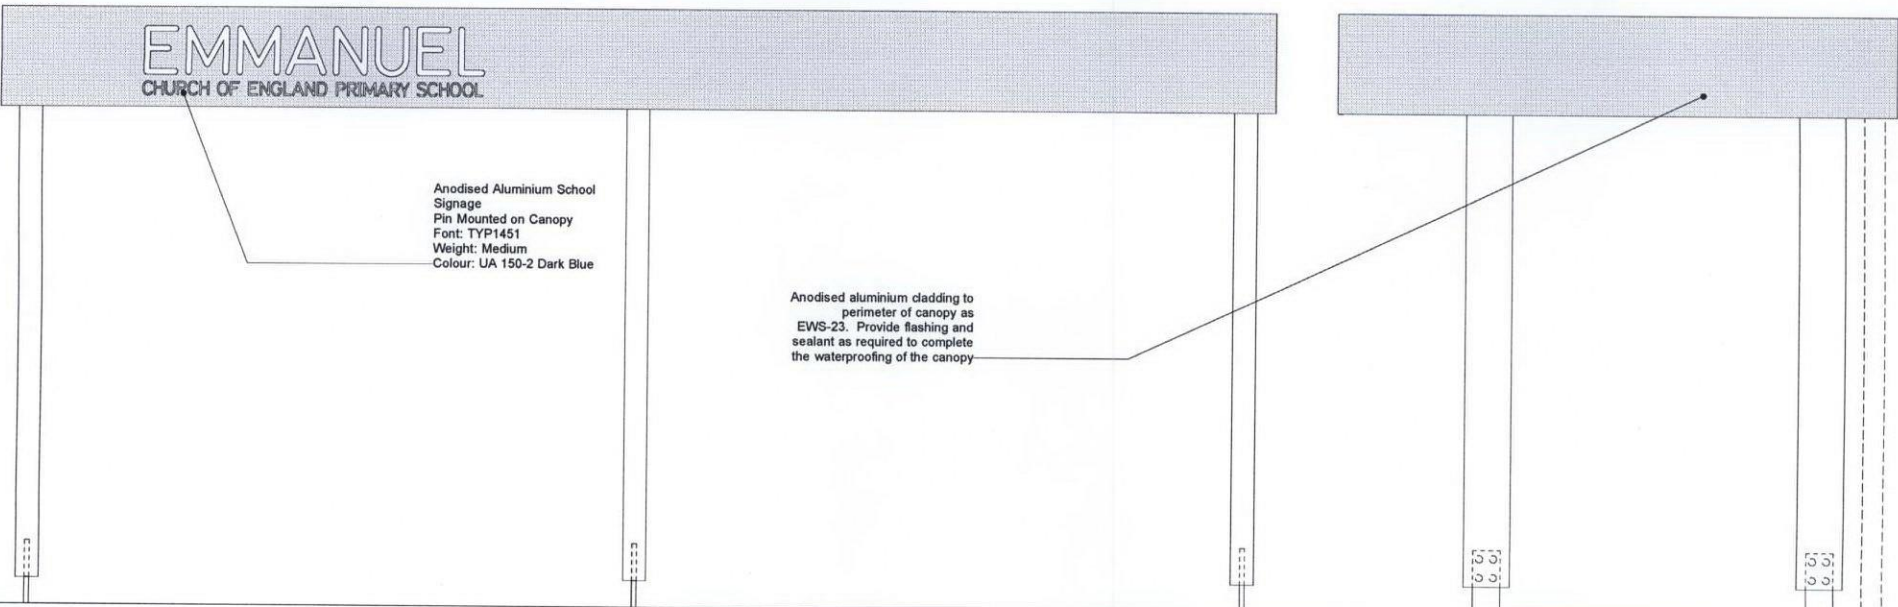 EMMANUEL
CHURCH OF ENGLAND PRIMARY SCHOOL
Anodised Aluminium School
Signage
Pin Mounted on Canopy
Font: TYP1451
Weight: Medium
Colour: UA 150-2 Dark Blue
Anodised aluminium cladding to
perimeter of canopy as
EWS-23. Provide flashing and
sealant as required to complete
the waterproofing of the canopy